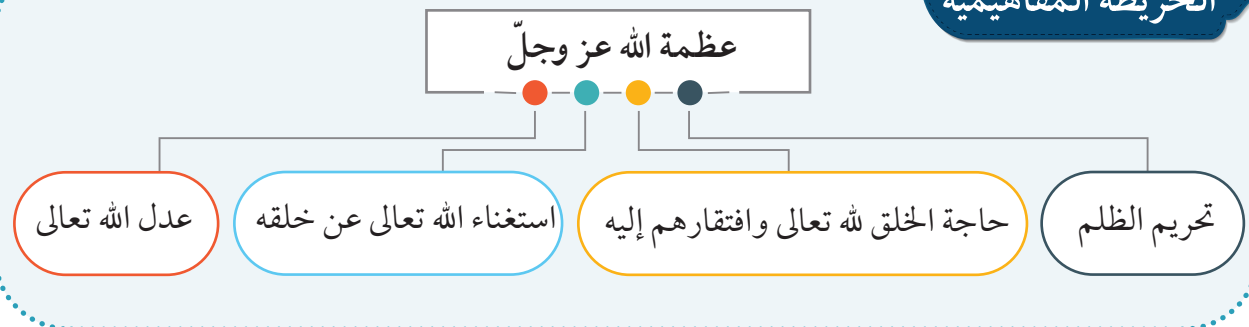 الخريطة المفاهيمية
عظمة الله عز وجلّ
تحريم الظلم
حاجة الخلق لله تعالى وافتقارهم إليه
استغناء الله تعالى عن خلقه
عدل الله تعالى